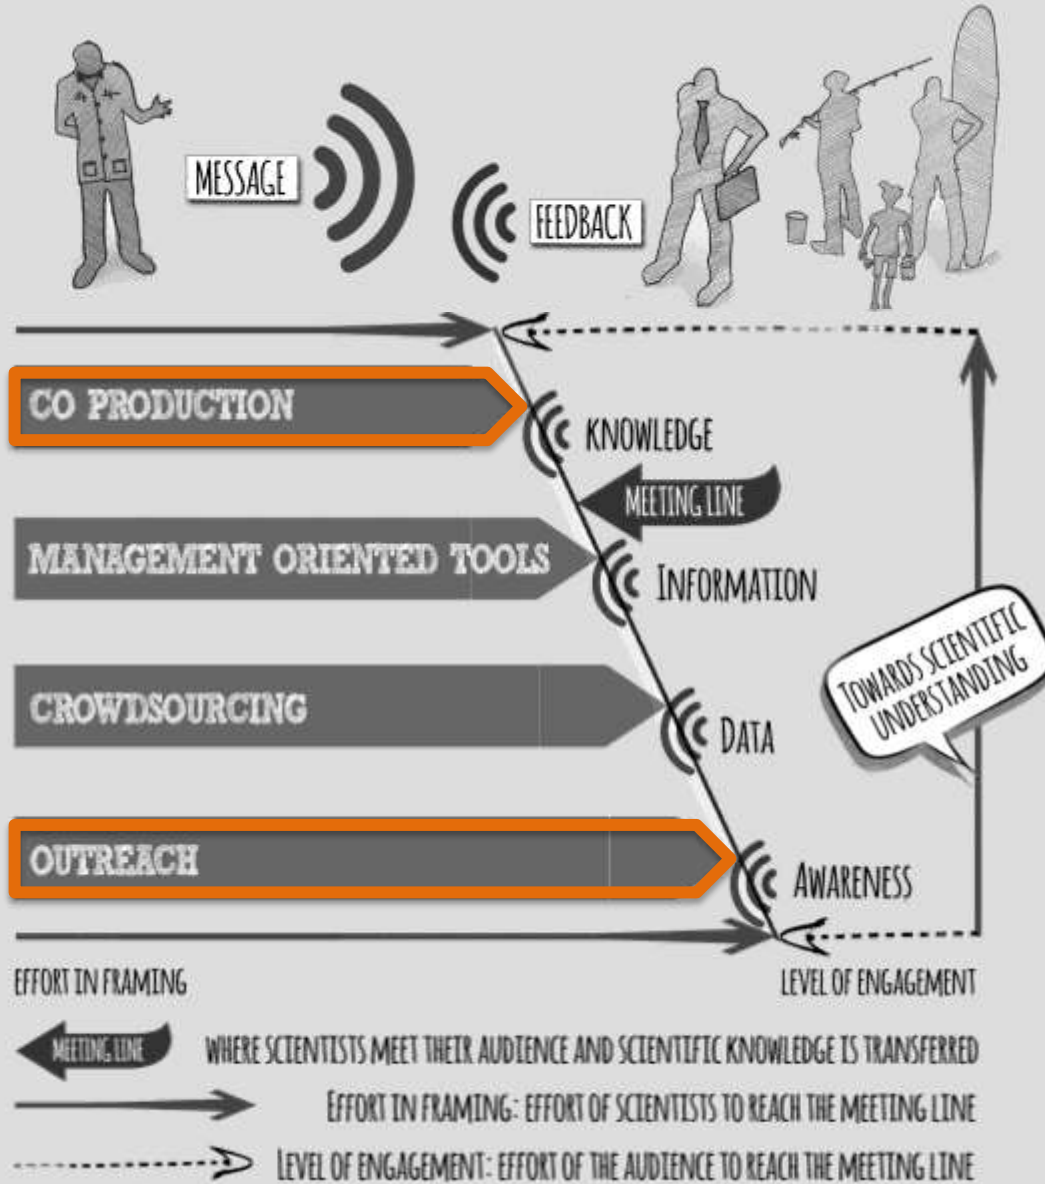 MESSAGE
FEEDBACK
CO PRODUCTION
KNOWLEDGE
MEETING LINE
MANAGEMENT ORIENTED TOOLS
INFORMATION
TOWARDS SCIENTIFIC
UNDERSTANDING
CROWDSOURCING
DATA
OUTREACH
AWARENESS
EFFORT IN FRAMING
LEVEL OF ENGAGEMENT
MEETING LINE
WHERE SCIENTISTS MEET THEIR AUDIENCE AND SCIENTIFIC KNOWLEDGE IS TRANSFERRED
EFFORT IN FRAMING: EFFORT OF SCIENTISTS TO REACH THE MEETING LINE
LEVEL OF ENGAGEMENT: EFFORT OF THE AUDIENCE TO REACH THE MEETING LINE